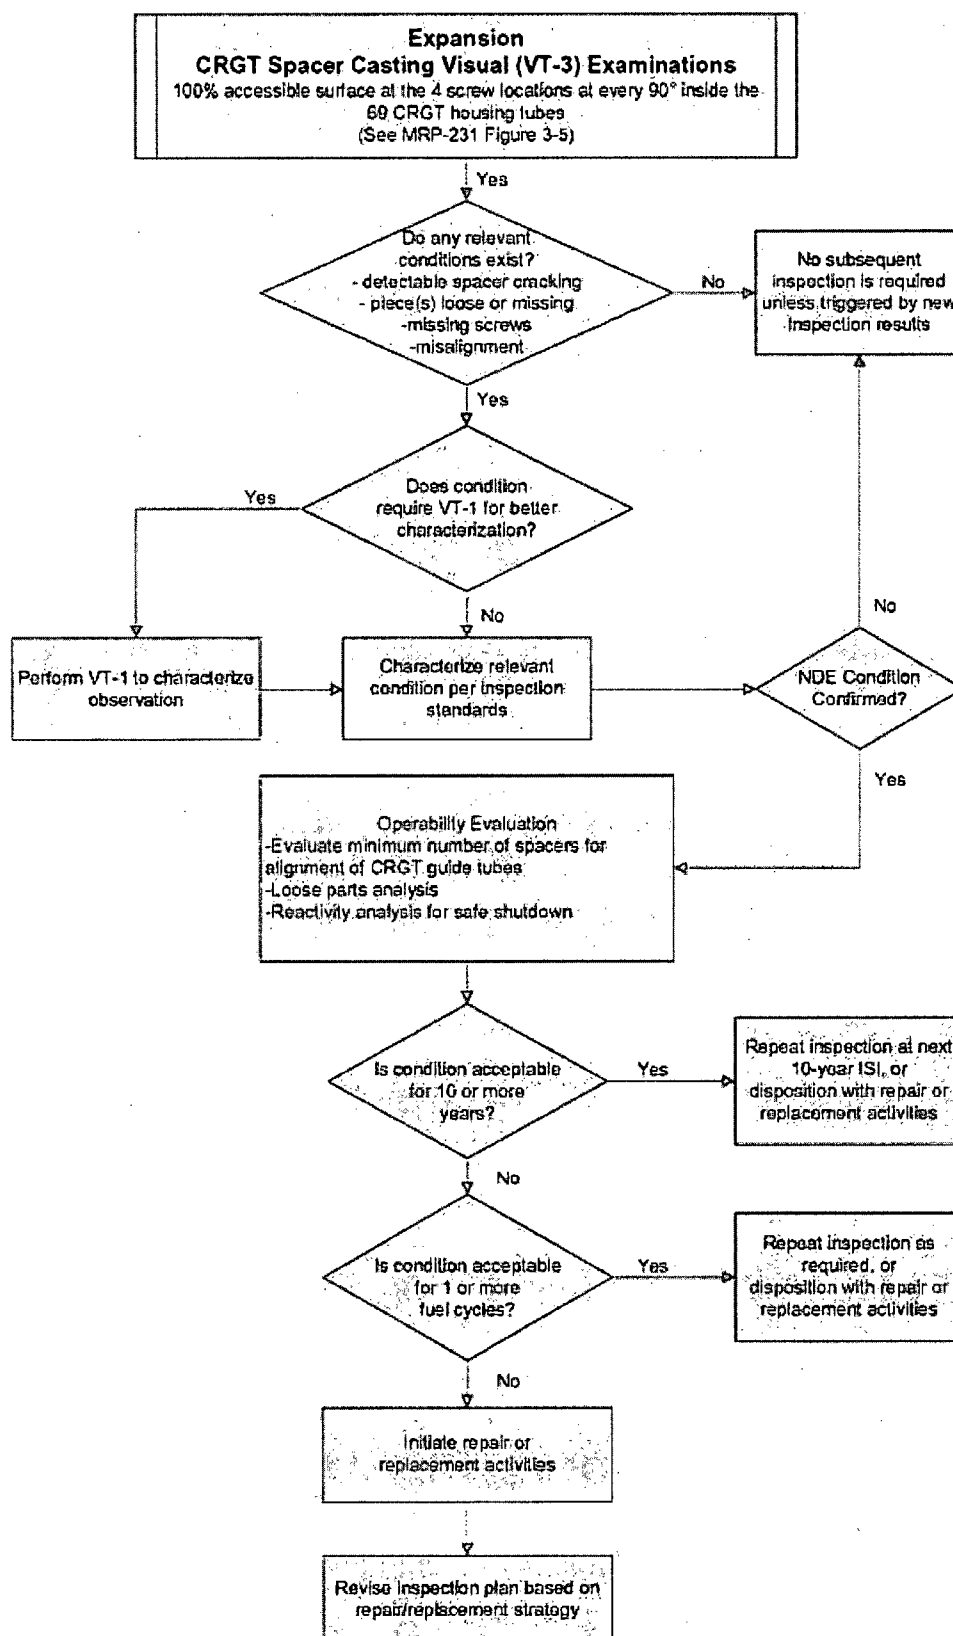 Expansion
CRGT Spacer Casting Visual (VT-3) Examinations
100% accessible surface at the 4 screw locations at every 90° inside the
69 CRGT housing tubes
(See MRP-231 Figure 3-5)
Yes
Do any relevant
conditions exist?
- detectable spacer cracking
- piece(s) loose or missing
-missing screws
-misalignment
No
No subsequent
inspection is required
unless triggered by new
inspection results
Yes
Does condition
require VT-1 for better
characterization?
Yes
No
No
Perform VT-1 to characterize
observation
Characterize relevant
condition per inspection
standards
NDE Condition
Confirmed?
Yes
Operability Evaluation
-Evaluate minimum number of spacers for
alignment of CRGT guide tubes
-Loose parts analysis
-Reactivity analysis for safe shutdown
Is condition acceptable
for 10 or more
years?
Yes
Repeat inspection at next
10-year ISI, or
disposition with repair or
replacement activities
No
Is condition acceptable
for 1 or more
fuel cycles?
Yes
Repeat inspection as
required, or
disposition with repair or
replacement activities
No
Initiate repair or
replacement activities
Revise inspection plan based on
repair/replacement strategy